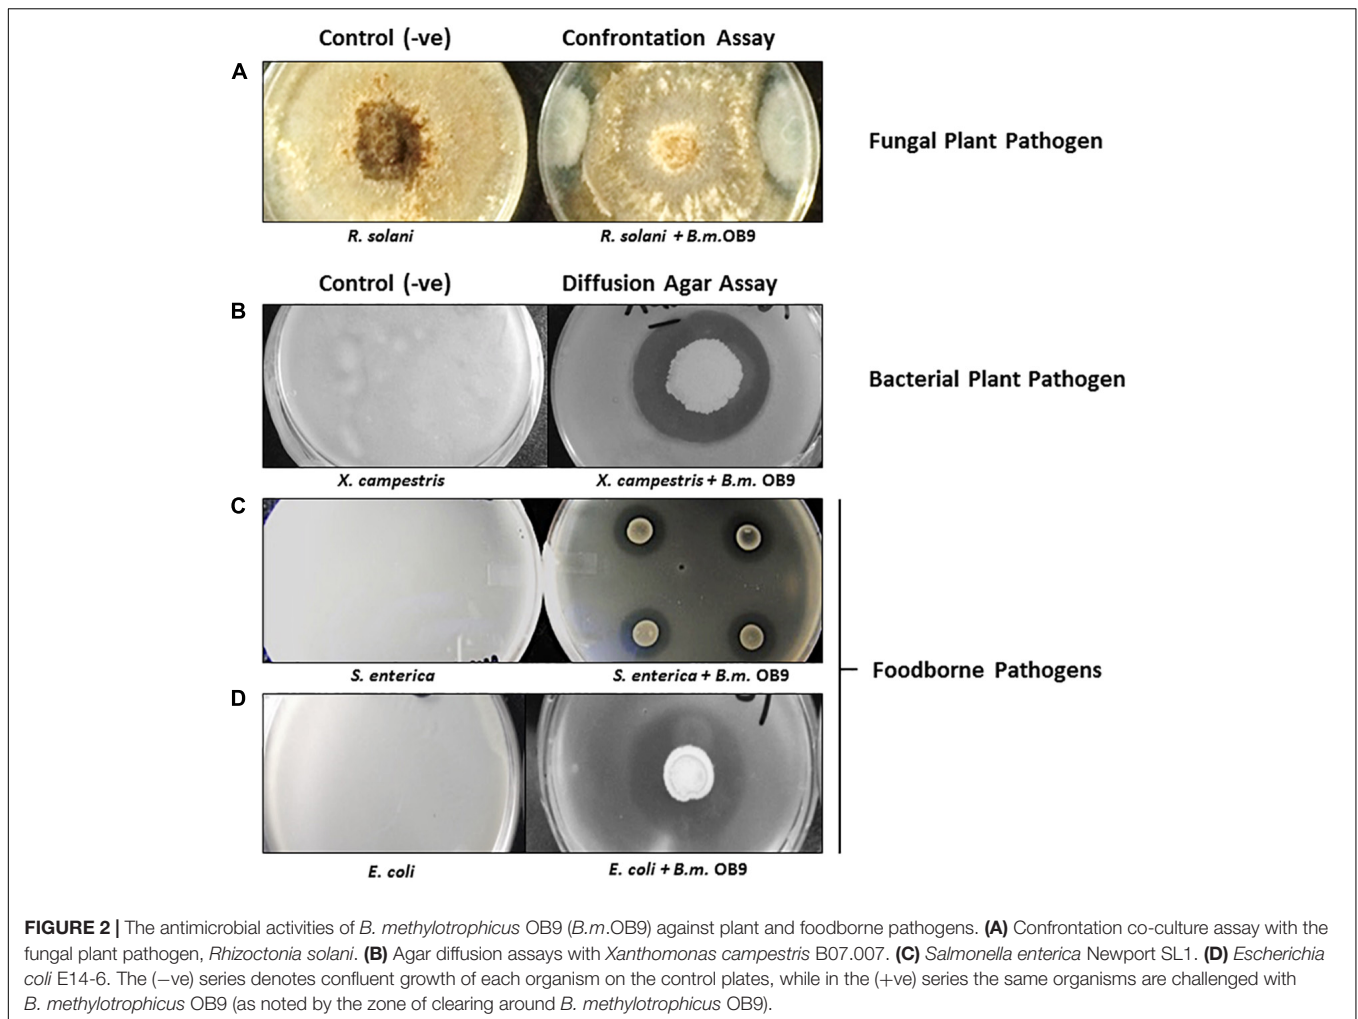 Control (-ve) Confrontation Assay
A
Fungal Plant Pathogen
R. solani R. solani + B.m.OB9
Control (-ve) Diffusion Agar Assay
B
Bacterial Plant Pathogen
X. campestris X. campestris + B.m. OB9
C
S. enterica S. enterica + B.m. OB9
Foodborne Pathogens
D
E. coli E. coli + B.m. OB9
FIGURE 2 | The antimicrobial activities of B. methylotrophicus OB9 (B.m.OB9) against plant and foodborne pathogens. (A) Confrontation co-culture assay with the
fungal plant pathogen, Rhizoctonia solani. (B) Agar diffusion assays with Xanthomonas campestris B07.007. (C) Salmonella enterica Newport SL1. (D) Escherichia
coli E14-6. The (−ve) series denotes confluent growth of each organism on the control plates, while in the (+ve) series the same organisms are challenged with
B. methylotrophicus OB9 (as noted by the zone of clearing around B. methylotrophicus OB9).